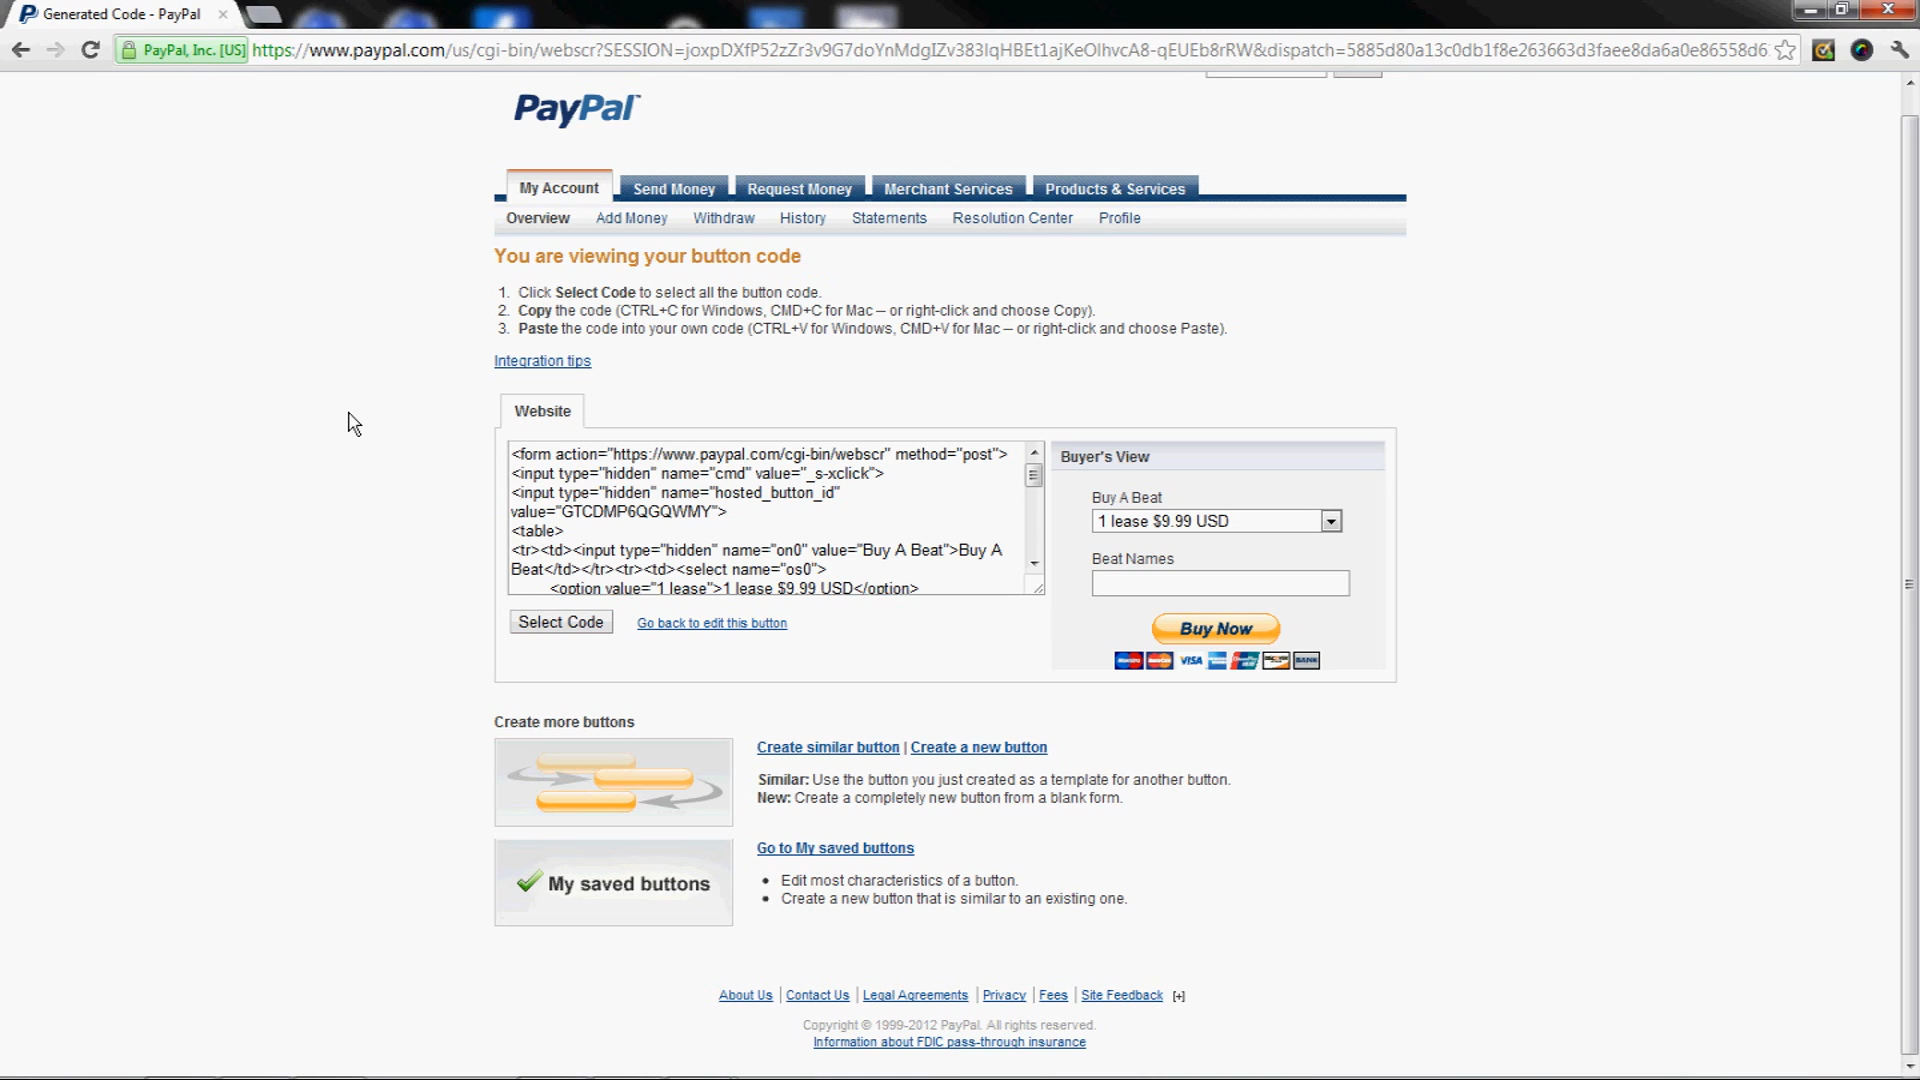 Generated Code - PayPal
PayPal, Inc. [US] https://www.paypal.com/us/cgi-bin/webscr?SESSION=joxpDXfP52zZr3v9G7doYnMdgIZv383lqHBEt1ajKeOlhvcA8-qEUEb8rRW&dispatch=5885d80a13c0db1f8e263663d3faee8da6a0e86558d6
PayPal™
My Account Send Money Request Money Merchant Services Products & Services
Overview Add Money Withdraw History Statements Resolution Center Profile
You are viewing your button code
1. Click Select Code to select all the button code.
2. Copy the code (CTRL+C for Windows, CMD+C for Mac – or right-click and choose Copy).
3. Paste the code into your own code (CTRL+V for Windows, CMD+V for Mac – or right-click and choose Paste).
Integration tips
Website
<form action="https://www.paypal.com/cgi-bin/webscr" method="post">
<input type="hidden" name="cmd" value="_s-xclick">
<input type="hidden" name="hosted_button_id"
value="GTCDMP6QGQWMY">
<table>
<tr><td><input type="hidden" name="on0" value="Buy A Beat">Buy A
Beat</td></tr><tr><td><select name="os0">
<option value="1 lease">1 lease $9.99 USD</option>
Select Code Go back to edit this button
Buyer's View
Buy A Beat
1 lease $9.99 USD
Beat Names
Buy Now
VISA
BANK
Create more buttons
Create similar button | Create a new button
Similar: Use the button you just created as a template for another button.
New: Create a completely new button from a blank form.
My saved buttons
Go to My saved buttons
• Edit most characteristics of a button.
• Create a new button that is similar to an existing one.
About Us | Contact Us | Legal Agreements | Privacy | Fees | Site Feedback [+]
Copyright © 1999-2012 PayPal. All rights reserved.
Information about FDIC pass-through insurance